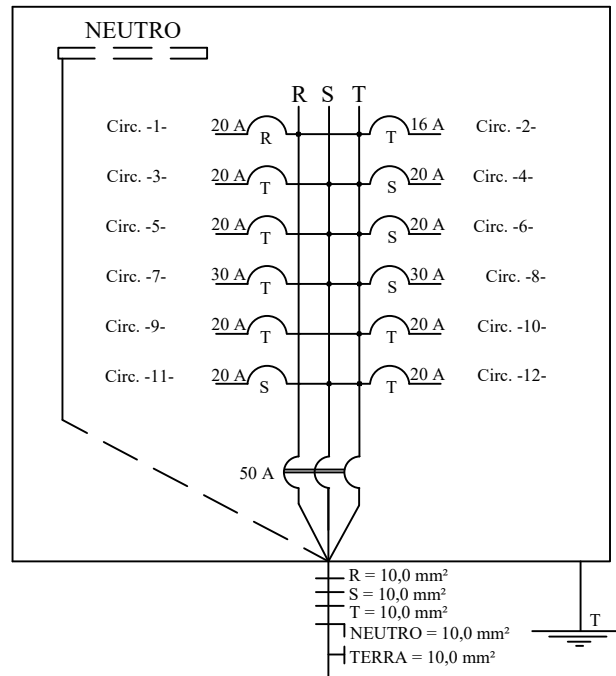 NEUTRO
R S T
Circ. -1- 20 A R T 16 A Circ. -2-
Circ. -3- 20 A T S 20 A Circ. -4-
Circ. -5- 20 A T S 20 A Circ. -6-
Circ. -7- 30 A T S 30 A Circ. -8-
Circ. -9- 20 A T T 20 A Circ. -10-
Circ. -11- 20 A S T 20 A Circ. -12-
50 A
R = 10,0 mm²
S = 10,0 mm²
T = 10,0 mm²
NEUTRO = 10,0 mm²
TERRA = 10,0 mm²
T